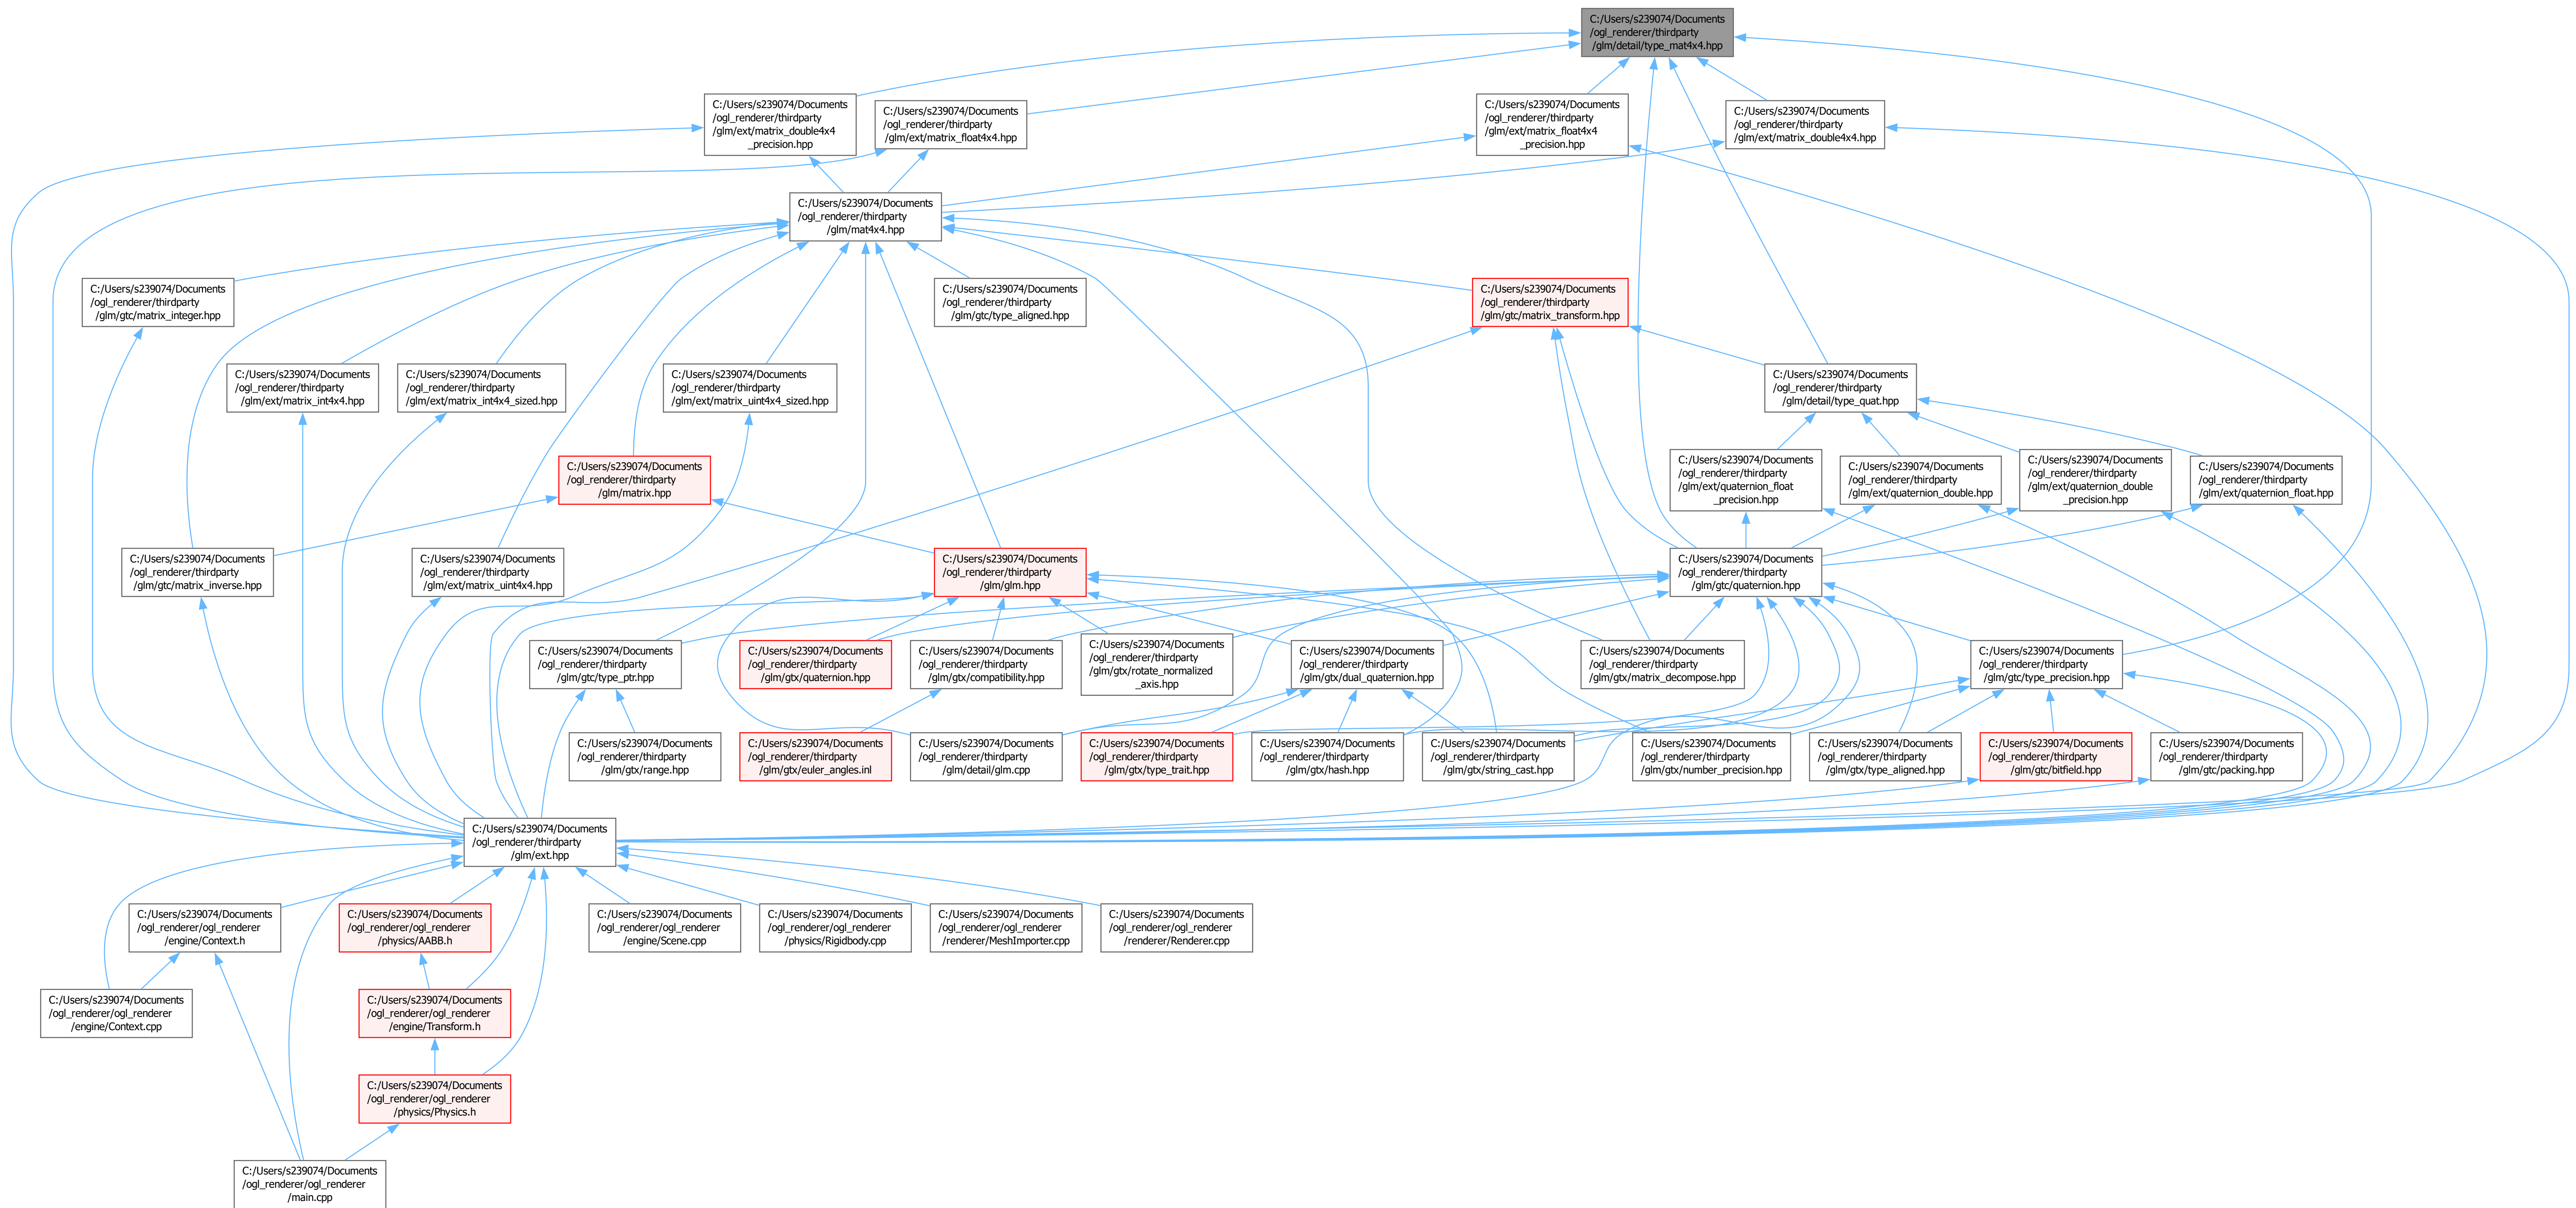 C:/Users/s239074/Documents
/ogl_renderer/thirdparty
/glm/detail/type_mat4x4.hpp
C:/Users/s239074/Documents
/ogl_renderer/thirdparty
/glm/ext/matrix_double4x4
_precision.hpp
C:/Users/s239074/Documents
/ogl_renderer/thirdparty
/glm/ext/matrix_float4x4.hpp
C:/Users/s239074/Documents
/ogl_renderer/thirdparty
/glm/ext/matrix_float4x4
_precision.hpp
C:/Users/s239074/Documents
/ogl_renderer/thirdparty
/glm/ext/matrix_double4x4.hpp
C:/Users/s239074/Documents
/ogl_renderer/thirdparty
/glm/mat4x4.hpp
C:/Users/s239074/Documents
/ogl_renderer/thirdparty
/glm/gtc/matrix_integer.hpp
C:/Users/s239074/Documents
/ogl_renderer/thirdparty
/glm/gtc/type_aligned.hpp
C:/Users/s239074/Documents
/ogl_renderer/thirdparty
/glm/gtc/matrix_transform.hpp
C:/Users/s239074/Documents
/ogl_renderer/thirdparty
/glm/ext/matrix_int4x4.hpp
C:/Users/s239074/Documents
/ogl_renderer/thirdparty
/glm/ext/matrix_int4x4_sized.hpp
C:/Users/s239074/Documents
/ogl_renderer/thirdparty
/glm/ext/matrix_uint4x4_sized.hpp
C:/Users/s239074/Documents
/ogl_renderer/thirdparty
/glm/detail/type_quat.hpp
C:/Users/s239074/Documents
/ogl_renderer/thirdparty
/glm/matrix.hpp
C:/Users/s239074/Documents
/ogl_renderer/thirdparty
/glm/ext/quaternion_float
_precision.hpp
C:/Users/s239074/Documents
/ogl_renderer/thirdparty
/glm/ext/quaternion_double.hpp
C:/Users/s239074/Documents
/ogl_renderer/thirdparty
/glm/ext/quaternion_double
_precision.hpp
C:/Users/s239074/Documents
/ogl_renderer/thirdparty
/glm/ext/quaternion_float.hpp
C:/Users/s239074/Documents
/ogl_renderer/thirdparty
/glm/gtc/matrix_inverse.hpp
C:/Users/s239074/Documents
/ogl_renderer/thirdparty
/glm/ext/matrix_uint4x4.hpp
C:/Users/s239074/Documents
/ogl_renderer/thirdparty
/glm/glm.hpp
C:/Users/s239074/Documents
/ogl_renderer/thirdparty
/glm/gtc/quaternion.hpp
C:/Users/s239074/Documents
/ogl_renderer/thirdparty
/glm/gtc/type_ptr.hpp
C:/Users/s239074/Documents
/ogl_renderer/thirdparty
/glm/gtx/quaternion.hpp
C:/Users/s239074/Documents
/ogl_renderer/thirdparty
/glm/gtx/compatibility.hpp
C:/Users/s239074/Documents
/ogl_renderer/thirdparty
/glm/gtx/rotate_normalized
_axis.hpp
C:/Users/s239074/Documents
/ogl_renderer/thirdparty
/glm/gtx/dual_quaternion.hpp
C:/Users/s239074/Documents
/ogl_renderer/thirdparty
/glm/gtx/matrix_decompose.hpp
C:/Users/s239074/Documents
/ogl_renderer/thirdparty
/glm/gtc/type_precision.hpp
C:/Users/s239074/Documents
/ogl_renderer/thirdparty
/glm/gtx/range.hpp
C:/Users/s239074/Documents
/ogl_renderer/thirdparty
/glm/gtx/euler_angles.inl
C:/Users/s239074/Documents
/ogl_renderer/thirdparty
/glm/detail/glm.cpp
C:/Users/s239074/Documents
/ogl_renderer/thirdparty
/glm/gtx/type_trait.hpp
C:/Users/s239074/Documents
/ogl_renderer/thirdparty
/glm/gtx/hash.hpp
C:/Users/s239074/Documents
/ogl_renderer/thirdparty
/glm/gtx/string_cast.hpp
C:/Users/s239074/Documents
/ogl_renderer/thirdparty
/glm/gtx/number_precision.hpp
C:/Users/s239074/Documents
/ogl_renderer/thirdparty
/glm/gtx/type_aligned.hpp
C:/Users/s239074/Documents
/ogl_renderer/thirdparty
/glm/gtc/bitfield.hpp
C:/Users/s239074/Documents
/ogl_renderer/thirdparty
/glm/gtc/packing.hpp
C:/Users/s239074/Documents
/ogl_renderer/thirdparty
/glm/ext.hpp
C:/Users/s239074/Documents
/ogl_renderer/ogl_renderer
/engine/Context.h
C:/Users/s239074/Documents
/ogl_renderer/ogl_renderer
/physics/AABB.h
C:/Users/s239074/Documents
/ogl_renderer/ogl_renderer
/engine/Scene.cpp
C:/Users/s239074/Documents
/ogl_renderer/ogl_renderer
/physics/Rigidbody.cpp
C:/Users/s239074/Documents
/ogl_renderer/ogl_renderer
/renderer/MeshImporter.cpp
C:/Users/s239074/Documents
/ogl_renderer/ogl_renderer
/renderer/Renderer.cpp
C:/Users/s239074/Documents
/ogl_renderer/ogl_renderer
/engine/Context.cpp
C:/Users/s239074/Documents
/ogl_renderer/ogl_renderer
/engine/Transform.h
C:/Users/s239074/Documents
/ogl_renderer/ogl_renderer
/physics/Physics.h
C:/Users/s239074/Documents
/ogl_renderer/ogl_renderer
/main.cpp